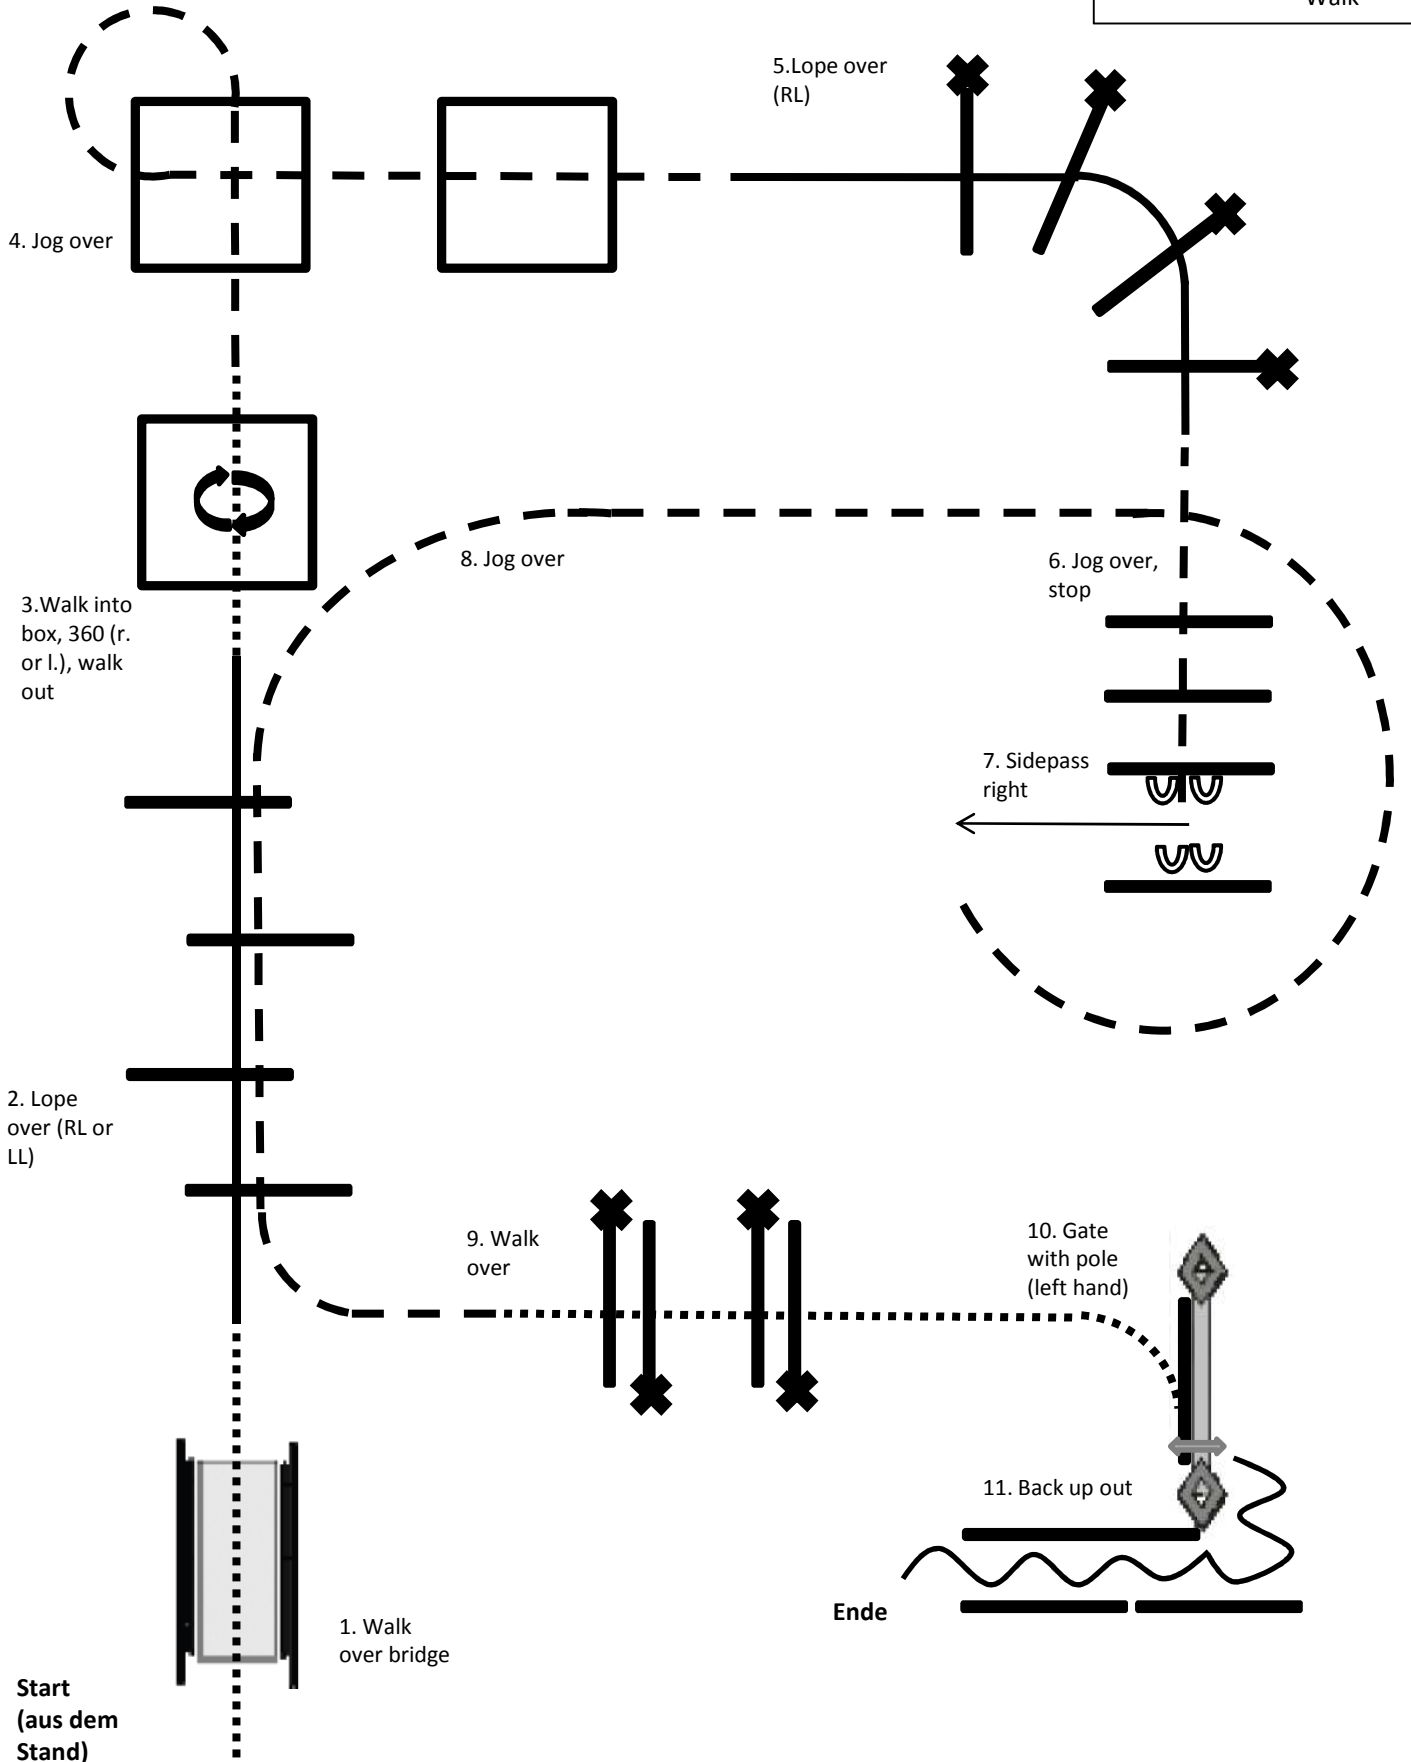 Walk
5.Lope over
(RL)
4. Jog over
8. Jog over
6. Jog over,
stop
3.Walk into
box, 360 (r.
or l.), walk
out
7. Sidepass
right
2. Lope
over (RL or
LL)
9. Walk
over
10. Gate
with pole
(left hand)
11. Back up out
Ende
1. Walk
over bridge
Start
(aus dem
Stand)